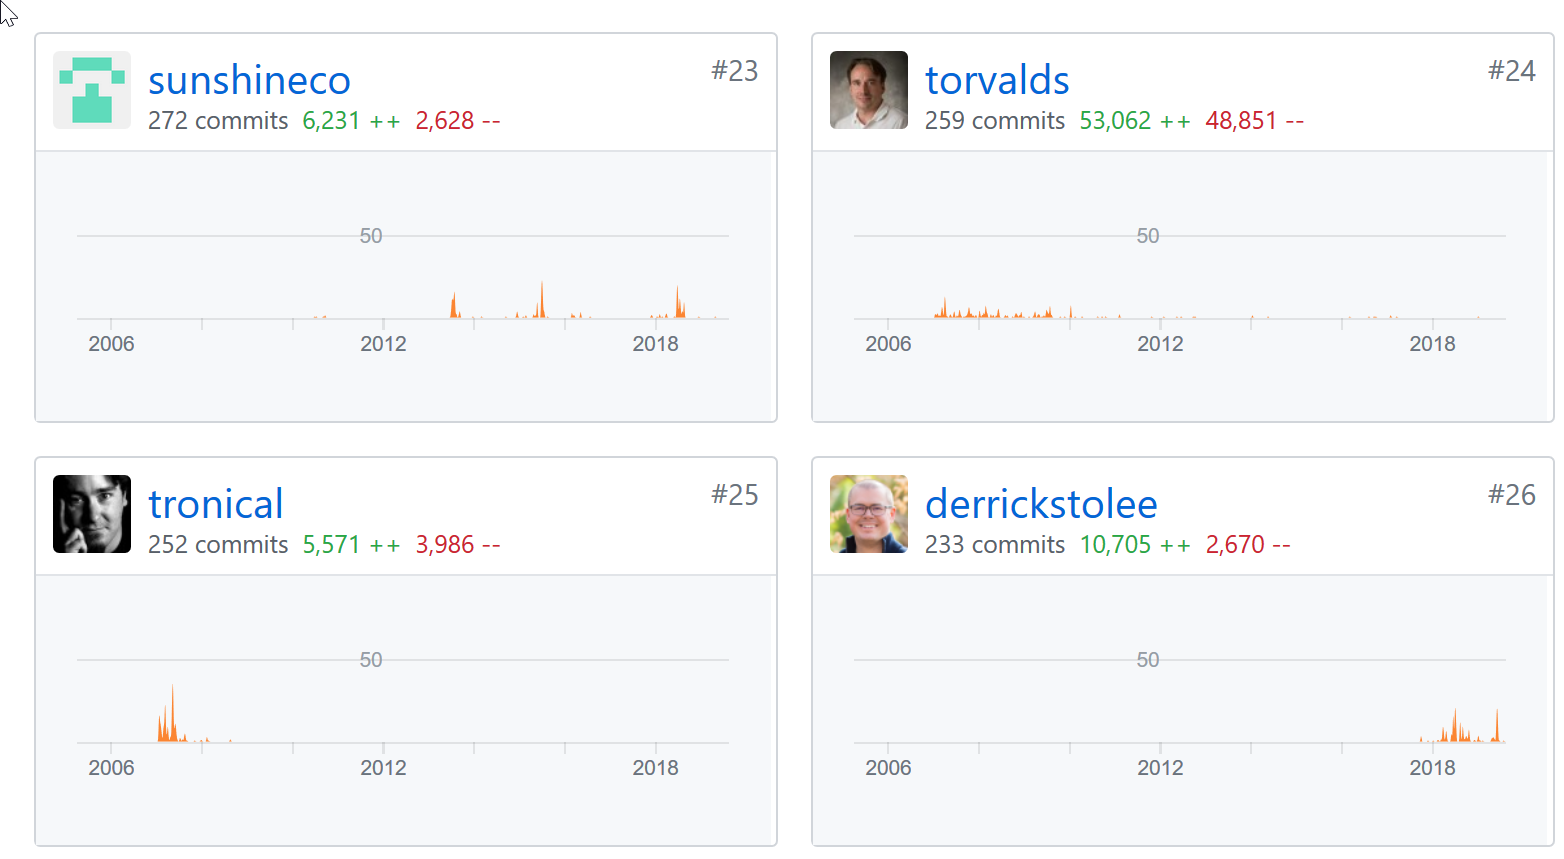 sunshineco
#23
272 commits 6,231 ++ 2,628 --
50
2006 2012 2018
torvalds
#24
259 commits 53,062 ++ 48,851 --
50
2006 2012 2018
tronical
#25
252 commits 5,571 ++ 3,986 --
50
2006 2012 2018
derrickstolee
#26
233 commits 10,705 ++ 2,670 --
50
2006 2012 2018